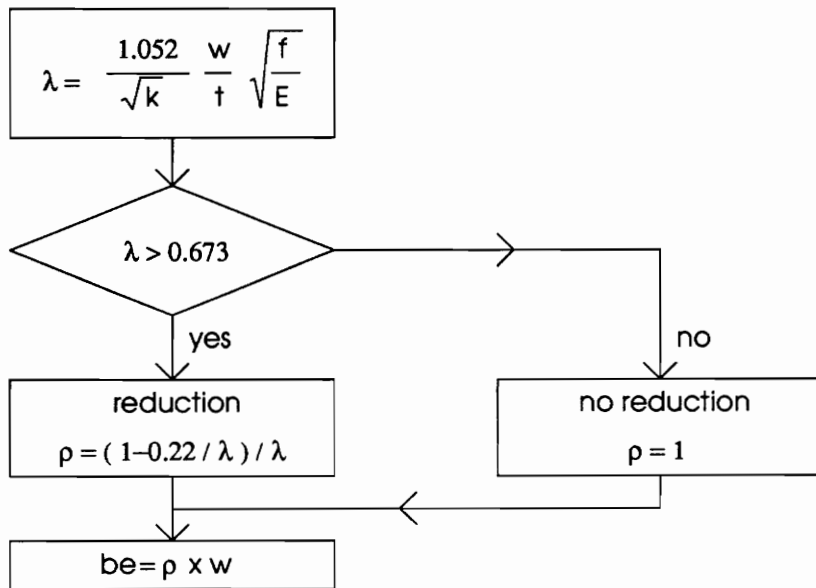 λ = 1.052 / √k w / t √f / E
λ > 0.673
yes
no
reduction
ρ = ( 1–0.22 / λ ) / λ
no reduction
ρ = 1
be= ρ x w